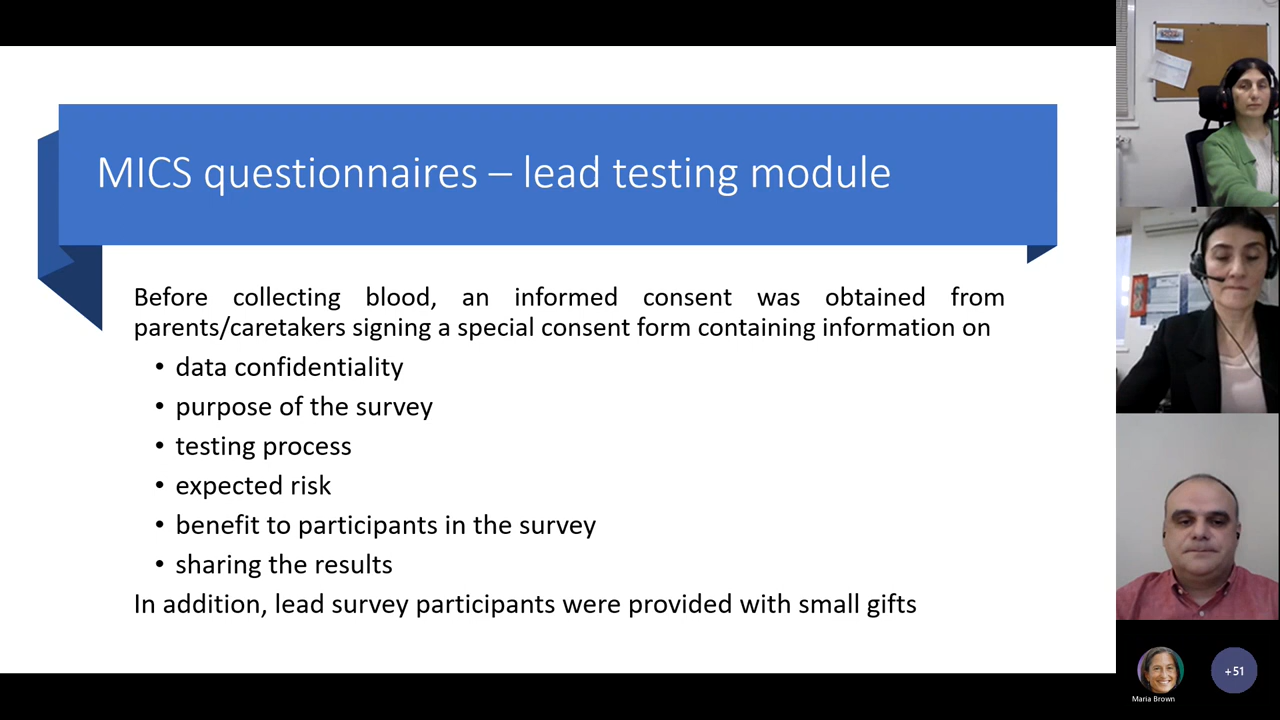 MICS questionnaires – lead testing module
Before collecting blood, an informed consent was obtained from
parents/caretakers signing a special consent form containing information on
• data confidentiality
• purpose of the survey
• testing process
• expected risk
• benefit to participants in the survey
• sharing the results
In addition, lead survey participants were provided with small gifts
Maria Brown
+51